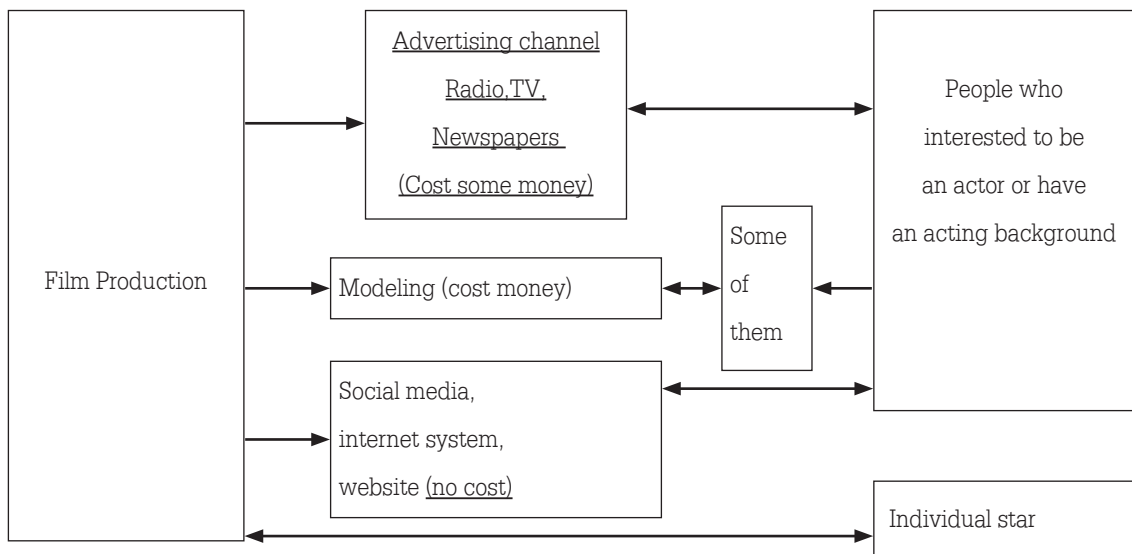 Film Production
Advertising channel
Radio,TV,
Newspapers
(Cost some money)
Modeling (cost money)
Social media,
internet system,
website (no cost)
Some
of
them
People who
interested to be
an actor or have
an acting background
Individual star